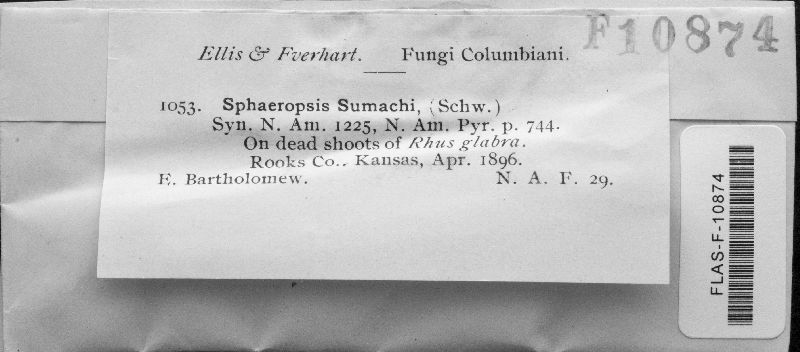 F10874
Ellis & Everhart. Fungi Columbiani.
1053. Sphaeropsis Sumachi, (Schw.)
Syn. N. Am. 1225, N. Am. Pyr. p. 744.
On dead shoots of Rhus glabra.
Rooks Co., Kansas, Apr. 1896.
E. Bartholomew. N. A. F. 29.
FLAS-F-10874